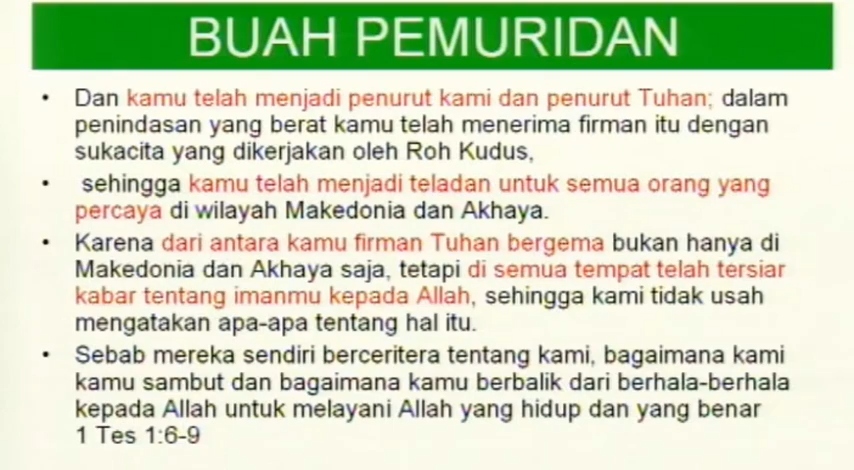 BUAH PEMURIDAN
• Dan kamu telah menjadi penurut kami dan penurut Tuhan; dalam
penindasan yang berat kamu telah menerima firman itu dengan
sukacita yang dikerjakan oleh Roh Kudus,
• sehingga kamu telah menjadi teladan untuk semua orang yang
percaya di wilayah Makedonia dan Akhaya.
• Karena dari antara kamu firman Tuhan bergema bukan hanya di
Makedonia dan Akhaya saja, tetapi di semua tempat telah tersiar
kabar tentang imanmu kepada Allah, sehingga kami tidak usah
mengatakan apa-apa tentang hal itu.
• Sebab mereka sendiri berceritera tentang kami, bagaimana kami
kamu sambut dan bagaimana kamu berbalik dari berhala-berhala
kepada Allah untuk melayani Allah yang hidup dan yang benar
1 Tes 1:6-9